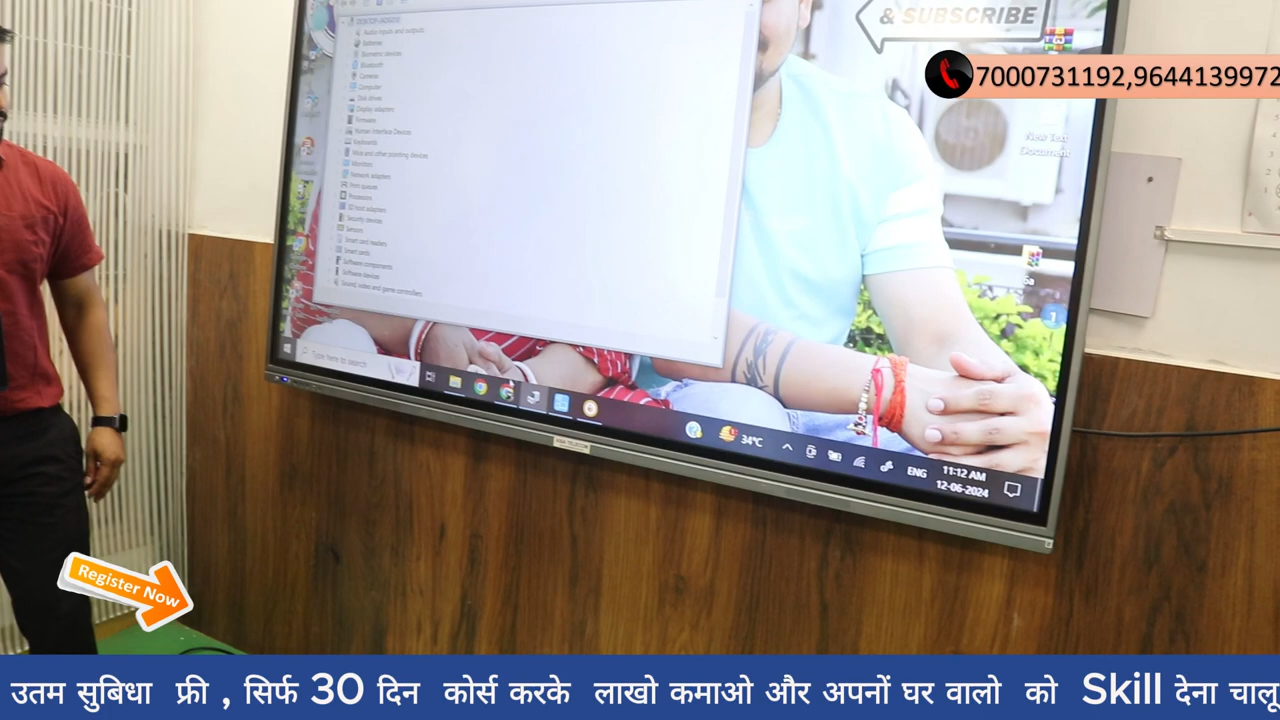 & SUBSCRIBE
7000731192,9644139972
Audio inputs and outputs
Batteries
Biometric devices
Bluetooth
Cameras
Computer
Disk drives
Display adapters
Firmware
Human Interface Devices
Keyboards
Mice and other pointing devices
Monitors
Network adapters
Print queues
Processors
SD host adapters
Security devices
Sensors
Smart card readers
Smart cards
Software components
Software devices
Sound, video and game controllers
New Text
Document
Type here to search
34°C
ENG
11:12 AM
12-06-2024
Register Now
उतम सुबिधा फ्री , सिर्फ 30 दिन कोर्स करके लाखो कमाओ और अपनों घर वालो को Skill देना चालू